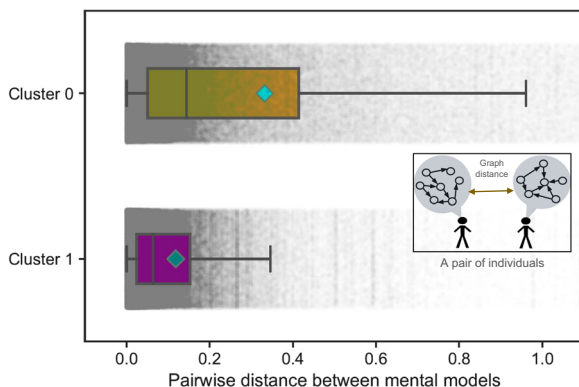 Cluster 0
Cluster 1
Graph
distance
A pair of individuals
0.0 0.2 0.4 0.6 0.8 1.0
Pairwise distance between mental models